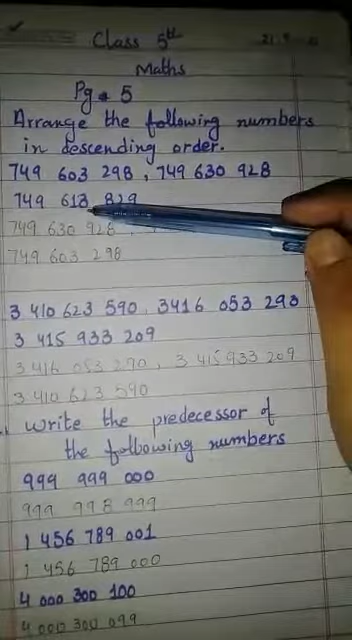 Class 5th
Maths
Pg 5
Arrange the following numbers
in descending order.
749 603 298, 749 630 928
749 613 829
749 630 928,
749 603 298
3 410 623 590, 3416 053 290
3 415 933 209
3 416 053 290, 3 415 933 209
3 410 623 590
Write the predecessor of
the following numbers
999 999 000
999 998 999
1 456 789 001
1 456 789 000
4 000 300 100
4 000 300 099